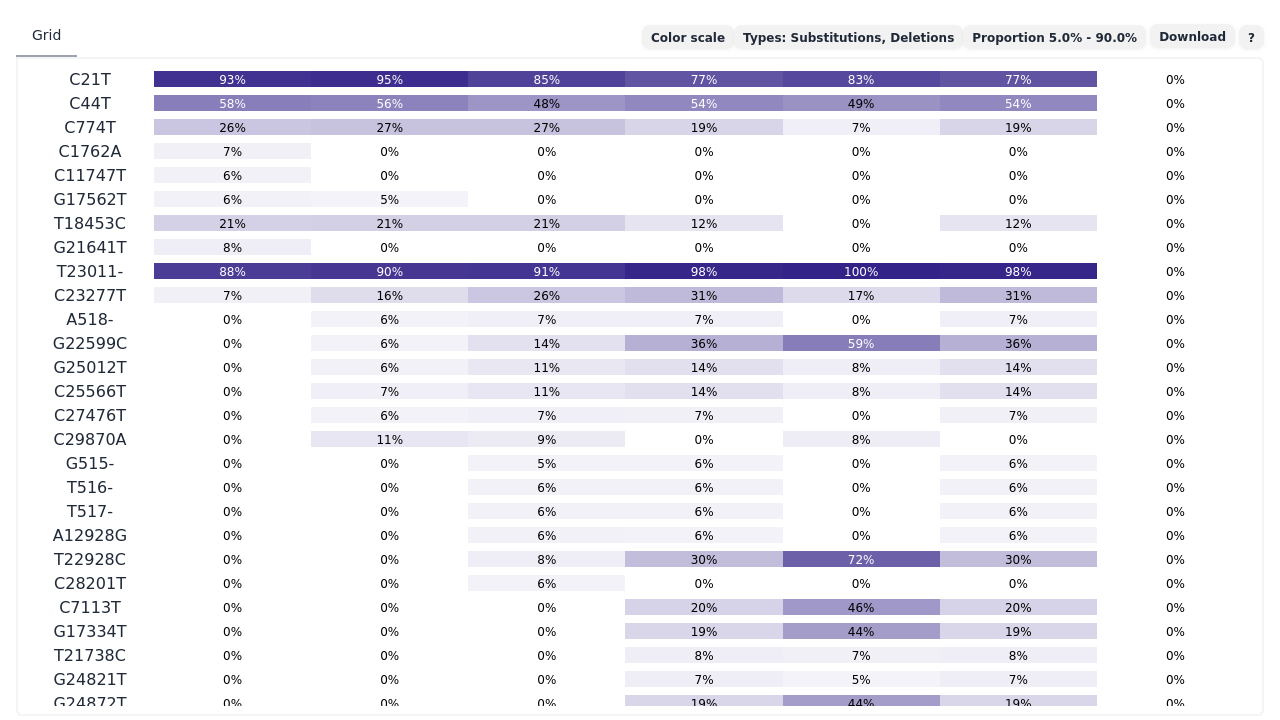 Grid Color scale Types: Substitutions, Deletions Proportion 5.0% - 90.0% Download ?
C21T 93% 95% 85% 77% 83% 77% 0%
C44T 58% 56% 48% 54% 49% 54% 0%
C774T 26% 27% 27% 19% 7% 19% 0%
C1762A 7% 0% 0% 0% 0% 0% 0%
C11747T 6% 0% 0% 0% 0% 0% 0%
G17562T 6% 5% 0% 0% 0% 0% 0%
T18453C 21% 21% 21% 12% 0% 12% 0%
G21641T 8% 0% 0% 0% 0% 0% 0%
T23011- 88% 90% 91% 98% 100% 98% 0%
C23277T 7% 16% 26% 31% 17% 31% 0%
A518- 0% 6% 7% 7% 0% 7% 0%
G22599C 0% 6% 14% 36% 59% 36% 0%
G25012T 0% 6% 11% 14% 8% 14% 0%
C25566T 0% 7% 11% 14% 8% 14% 0%
C27476T 0% 6% 7% 7% 0% 7% 0%
C29870A 0% 11% 9% 0% 8% 0% 0%
G515- 0% 0% 5% 6% 0% 6% 0%
T516- 0% 0% 6% 6% 0% 6% 0%
T517- 0% 0% 6% 6% 0% 6% 0%
A12928G 0% 0% 6% 6% 0% 6% 0%
T22928C 0% 0% 8% 30% 72% 30% 0%
C28201T 0% 0% 6% 0% 0% 0% 0%
C7113T 0% 0% 0% 20% 46% 20% 0%
G17334T 0% 0% 0% 19% 44% 19% 0%
T21738C 0% 0% 0% 8% 7% 8% 0%
G24821T 0% 0% 0% 7% 5% 7% 0%
G24872T 0% 0% 0% 19% 44% 19% 0%